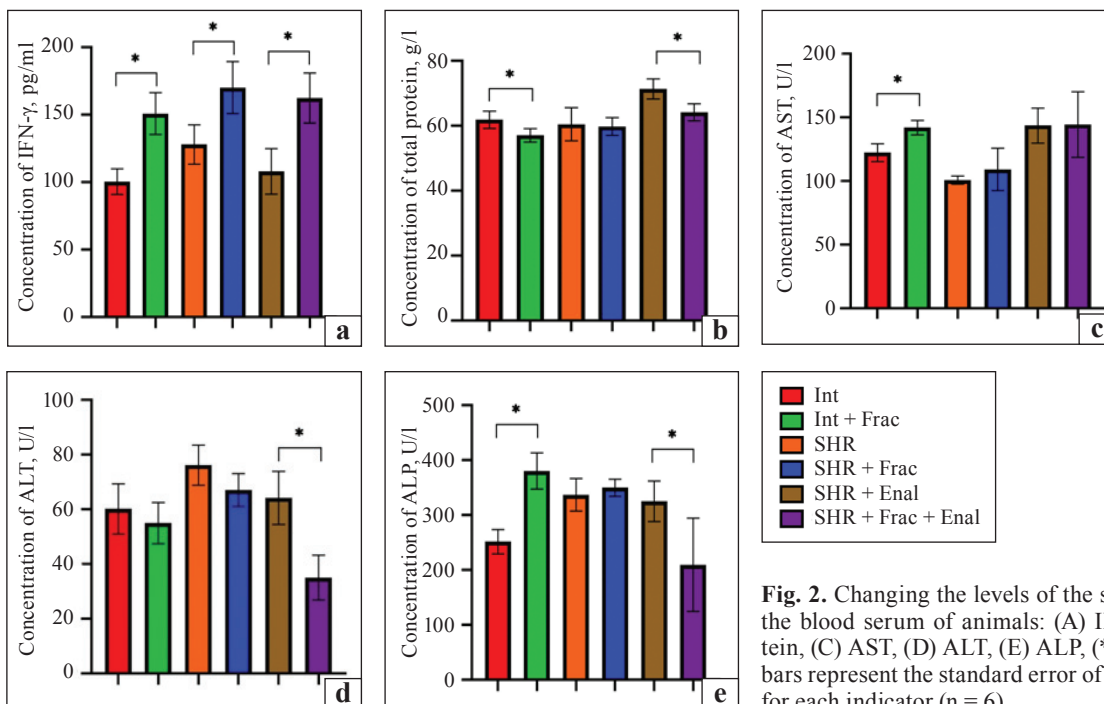 Concentration of IFN-γ, pg/ml
200
150
100
50
0
*
*
*
a
Concentration of total protein, g/l
80
60
40
20
0
*
*
b
Concentration of AST, U/l
200
150
100
50
0
*
c
Concentration of ALT, U/l
100
80
60
40
20
0
*
d
Concentration of ALP, U/l
500
400
300
200
100
0
*
*
e
Int
Int + Frac
SHR
SHR + Frac
SHR + Enal
SHR + Frac + Enal
Fig. 2. Changing the levels of the
the blood serum of animals: (A)
tein, (C) AST, (D) ALT, (E) ALP, (*
bars represent the standard error of
for each indicator (n = 6)